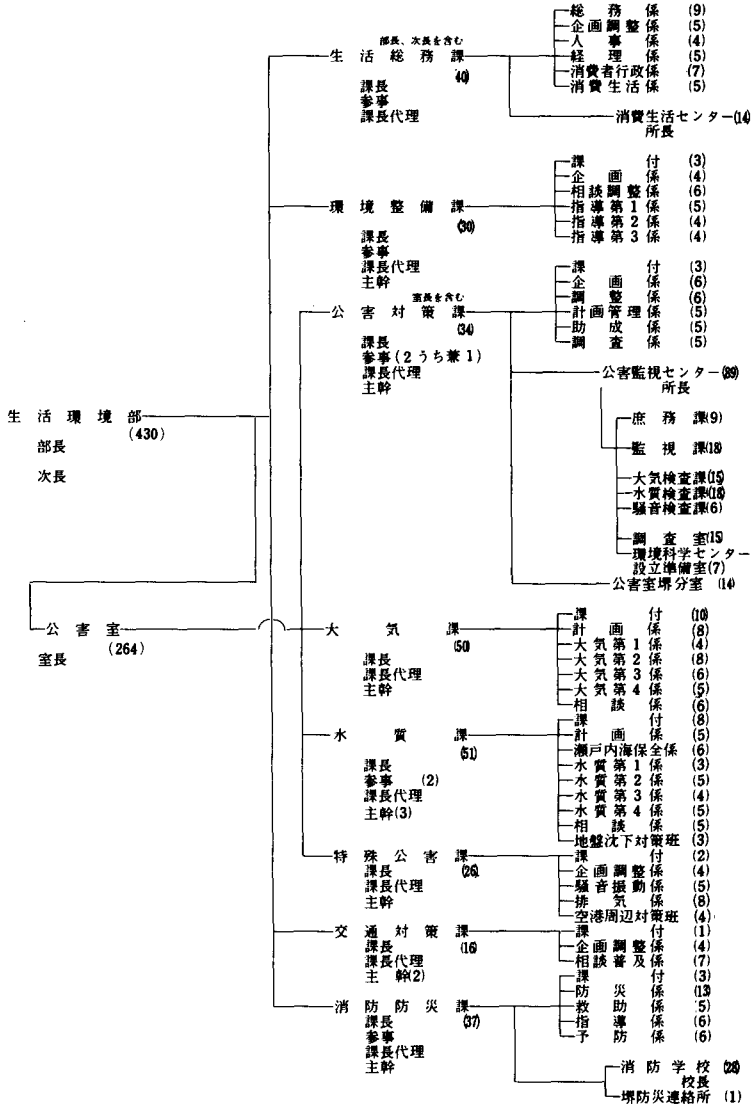 生活環境部 (430)
部長
次長
公害室 (264)
室長
部長、次長を含む
生活総務課 (40)
課長
参事
課長代理
総務係 (9)
企画調整係 (5)
人事係 (4)
経理係 (5)
消費者行政係 (7)
消費生活係 (5)
消費生活センター (14)
所長
環境整備課 (30)
課長
参事
課長代理
主幹
課付 (3)
企画係 (4)
相談調整係 (6)
指導第1係 (5)
指導第2係 (4)
指導第3係 (4)
室長を含む
公害対策課 (34)
課長
参事(2うち兼1)
課長代理
主幹
課付 (3)
企画係 (6)
調整係 (6)
計画管理係 (5)
助成係 (5)
調査係 (5)
公害監視センター (89)
所長
庶務課 (9)
監視課 (18)
大気検査課 (15)
水質検査課 (18)
騒音検査課 (6)
調査室 (15)
環境科学センター
設立準備室 (7)
公害室堺分室 (14)
大気課 (50)
課長
課長代理
主幹
課付 (10)
計画係 (8)
大気第1係 (4)
大気第2係 (8)
大気第3係 (6)
大気第4係 (5)
相談係 (6)
水質課 (51)
課長
参事 (2)
課長代理
主幹(3)
課付 (8)
計画係 (5)
瀬戸内海保全係 (6)
水質第1係 (3)
水質第2係 (5)
水質第3係 (4)
水質第4係 (5)
相談係 (5)
地盤沈下対策班 (3)
特殊公害課 (26)
課長
課長代理
主幹
課付 (2)
企画調整係 (4)
騒音振動係 (5)
排気係 (8)
空港周辺対策班 (4)
交通対策課 (16)
課長
課長代理
主幹(2)
課付 (1)
企画調整係 (4)
相談普及係 (7)
消防防災課 (37)
課長
参事
課長代理
主幹
課付 (3)
防災係 (13)
救助係 (5)
指導係 (6)
予防係 (6)
消防学校 (28)
校長
堺防災連絡所 (1)